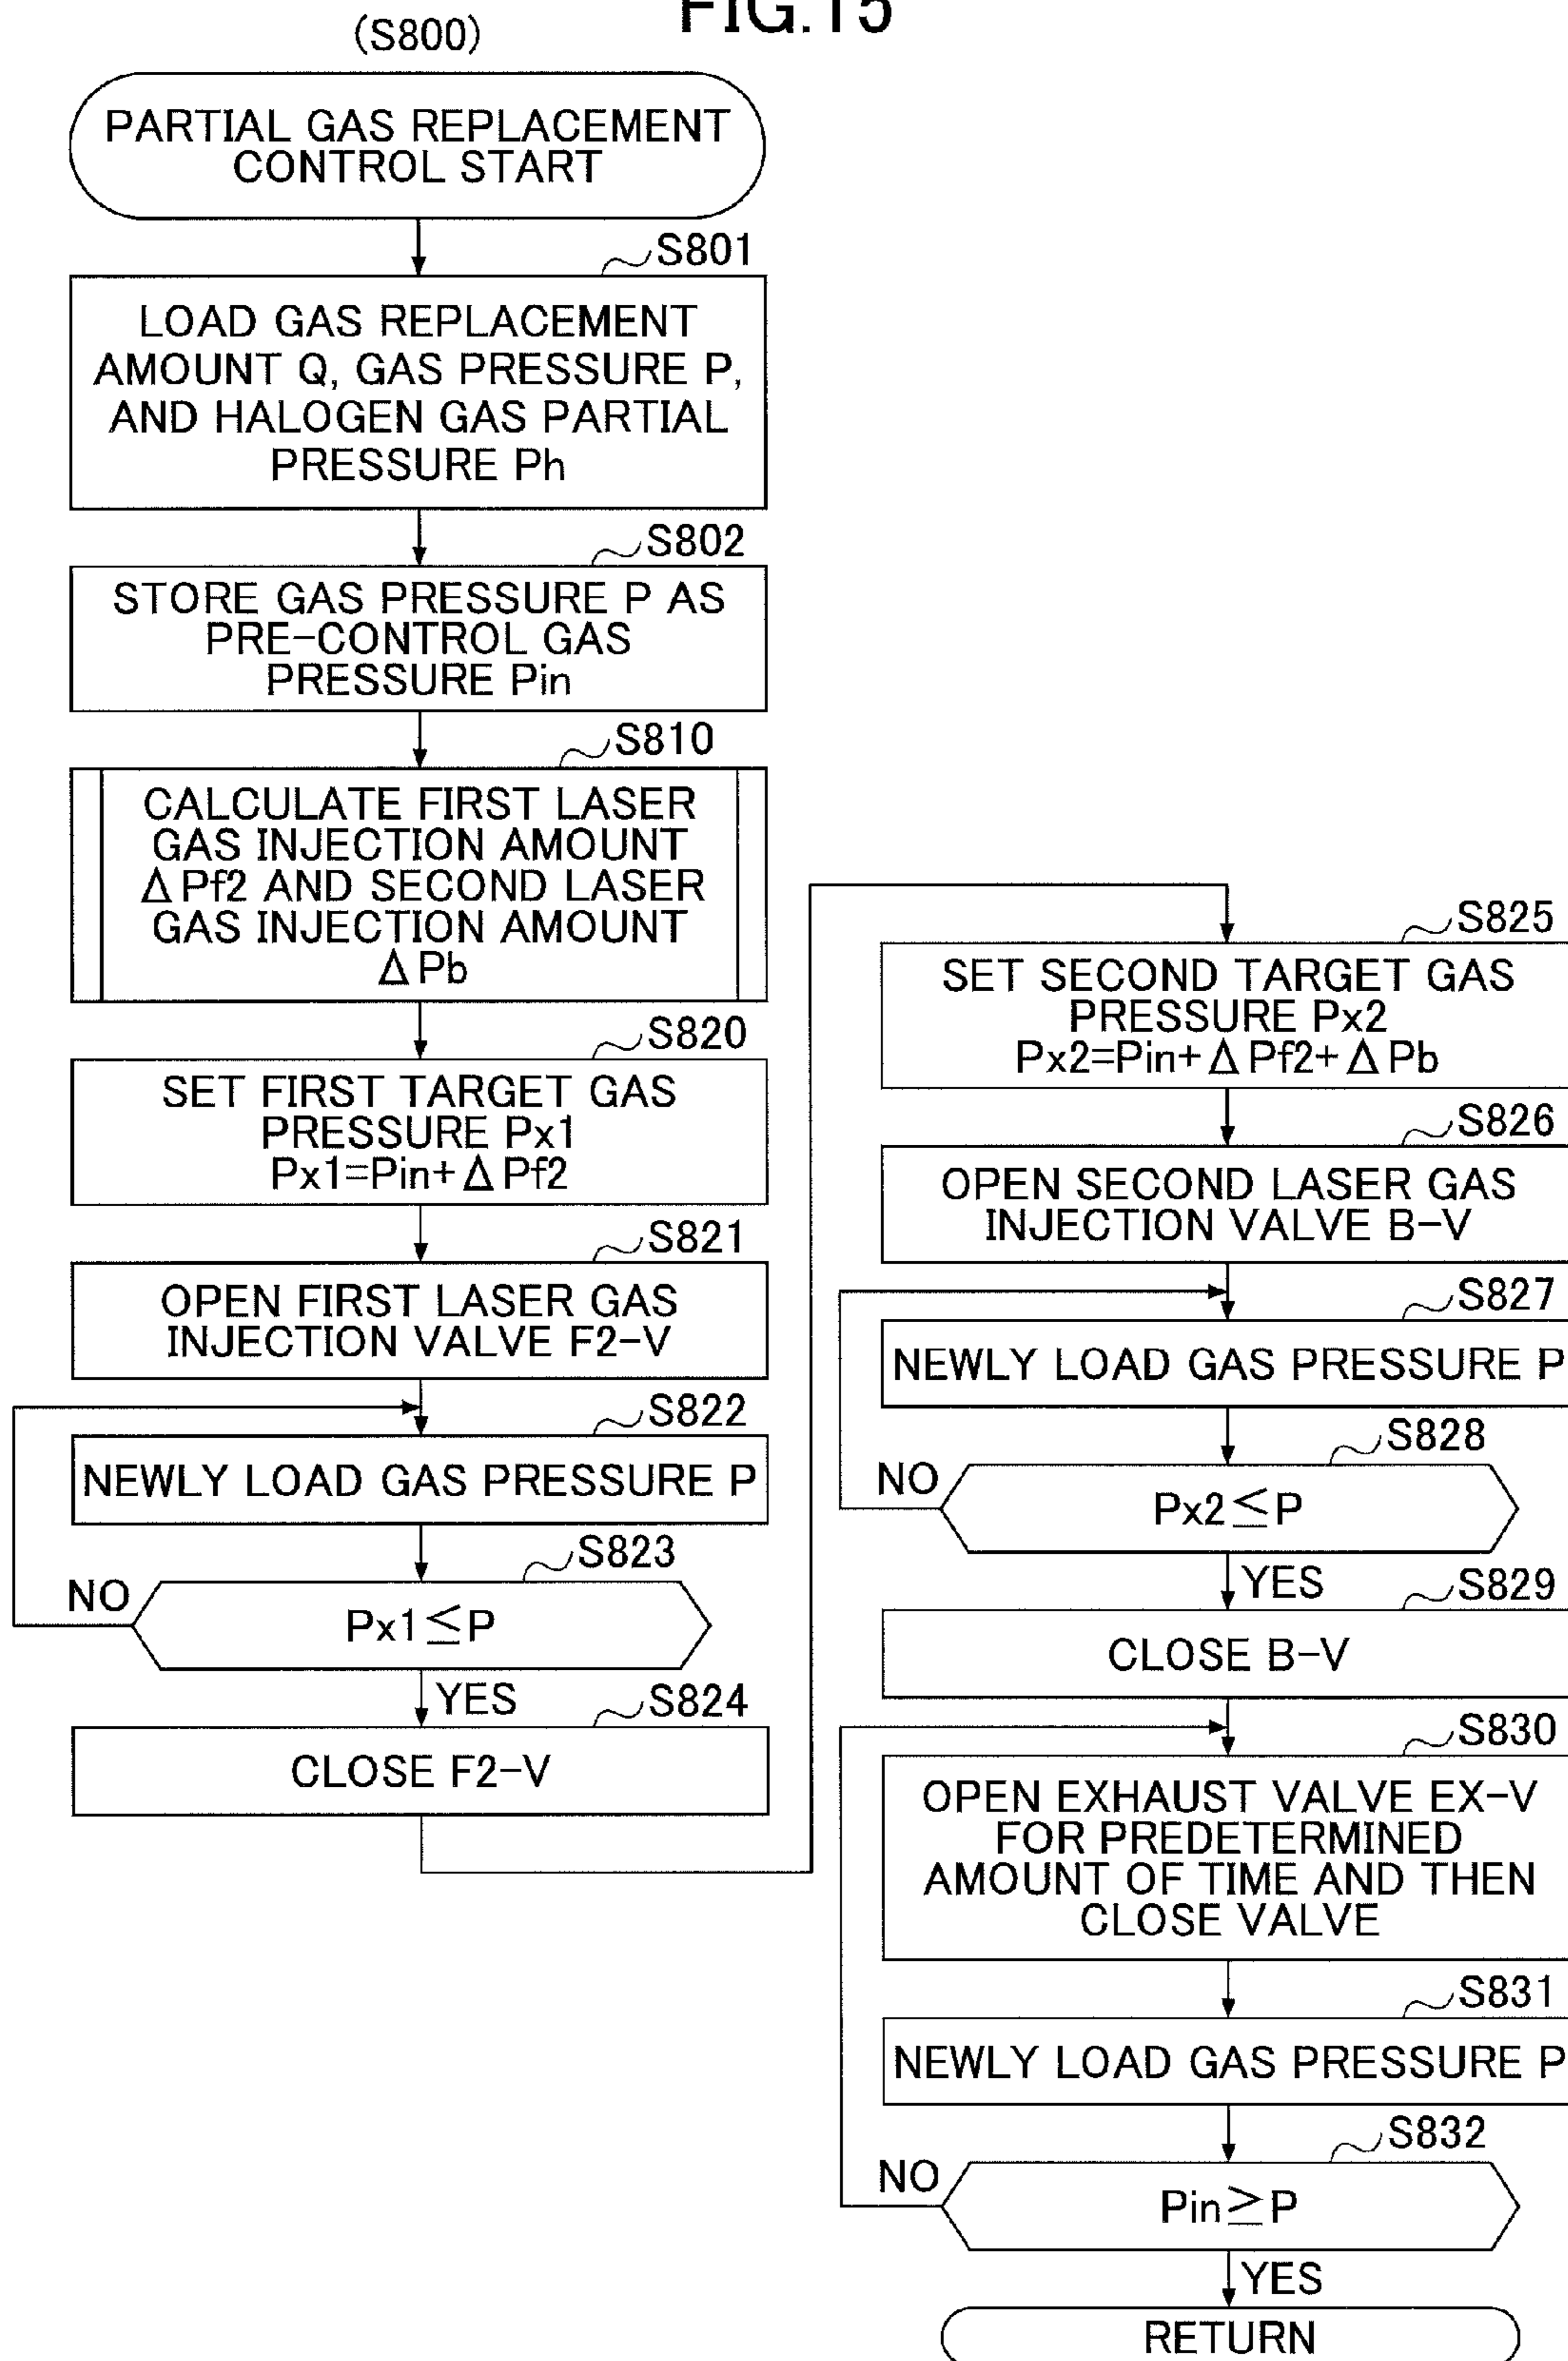 FIG.15
(S800)
PARTIAL GAS REPLACEMENT
CONTROL START
S801
LOAD GAS REPLACEMENT
AMOUNT Q, GAS PRESSURE P,
AND HALOGEN GAS PARTIAL
PRESSURE Ph
S802
STORE GAS PRESSURE P AS
PRE-CONTROL GAS
PRESSURE Pin
S810
CALCULATE FIRST LASER
GAS INJECTION AMOUNT
ΔPf2 AND SECOND LASER
GAS INJECTION AMOUNT
ΔPb
S820
SET FIRST TARGET GAS
PRESSURE Px1
Px1=Pin+ΔPf2
S821
OPEN FIRST LASER GAS
INJECTION VALVE F2-V
S822
NEWLY LOAD GAS PRESSURE P
S823
NO
Px1≤P
YES
S824
CLOSE F2-V
S825
SET SECOND TARGET GAS
PRESSURE Px2
Px2=Pin+ΔPf2+ΔPb
S826
OPEN SECOND LASER GAS
INJECTION VALVE B-V
S827
NEWLY LOAD GAS PRESSURE P
S828
NO
Px2≤P
YES
S829
CLOSE B-V
S830
OPEN EXHAUST VALVE EX-V
FOR PREDETERMINED
AMOUNT OF TIME AND THEN
CLOSE VALVE
S831
NEWLY LOAD GAS PRESSURE P
S832
NO
Pin≥P
YES
RETURN